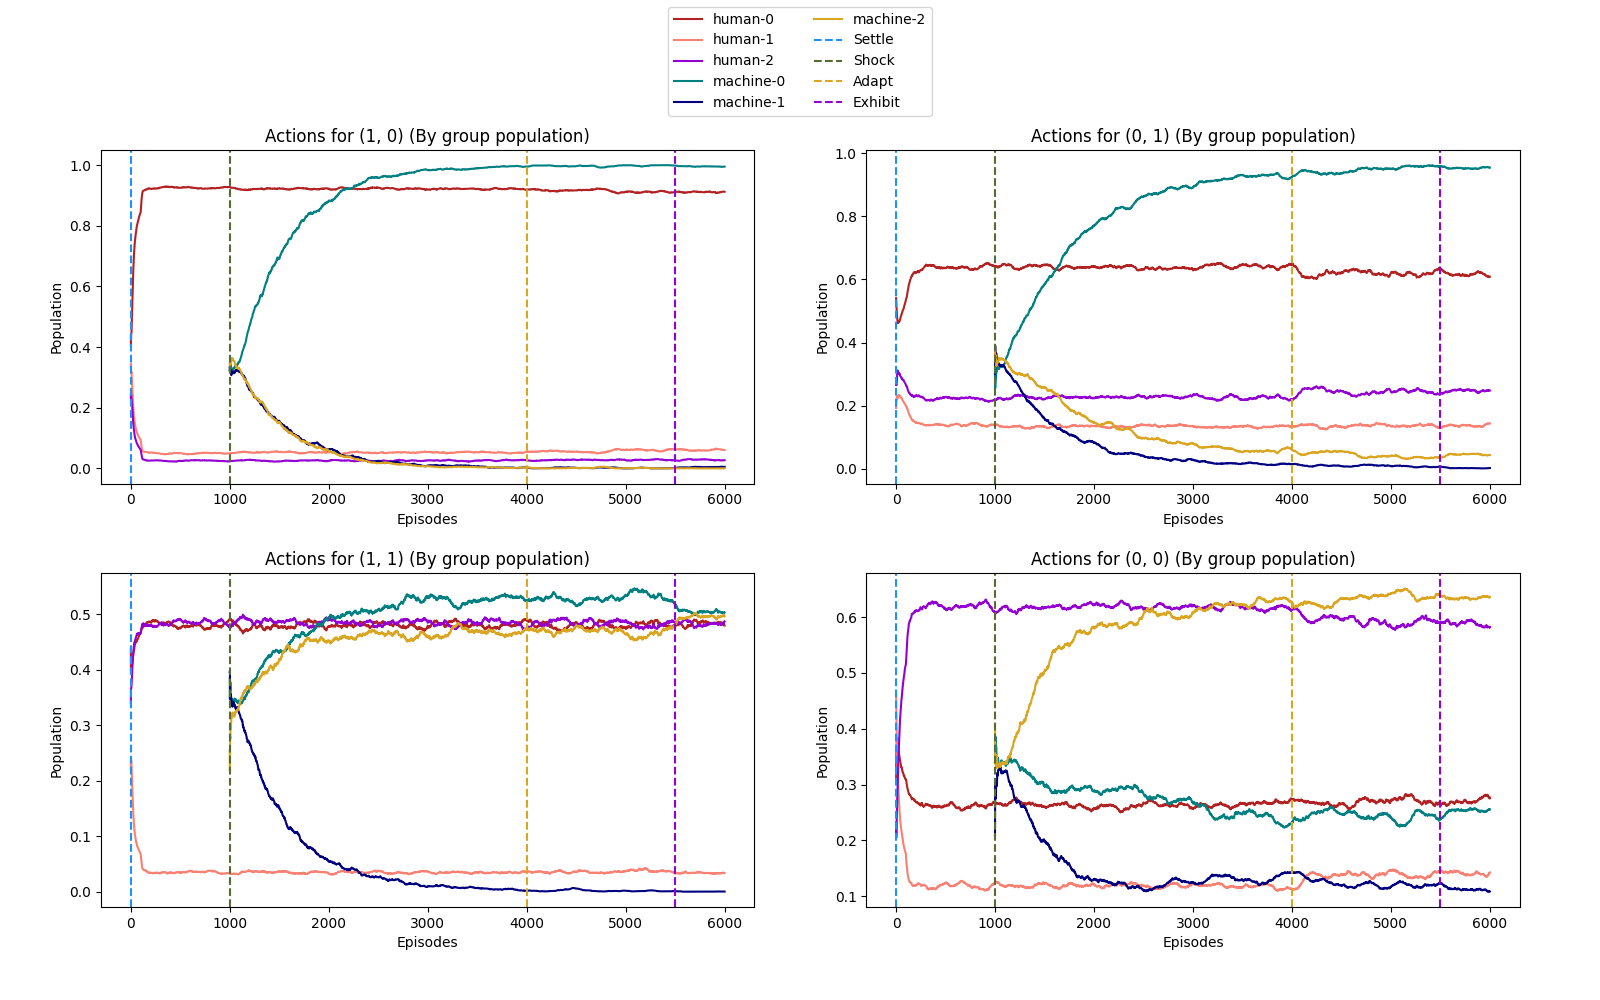 human-0
human-1
human-2
machine-0
machine-1
machine-2
Settle
Shock
Adapt
Exhibit
Actions for (1, 0) (By group population)
Population
1.0
0.8
0.6
0.4
0.2
0.0
0 1000 2000 3000 4000 5000 6000
Episodes
Actions for (0, 1) (By group population)
Population
1.0
0.8
0.6
0.4
0.2
0.0
0 1000 2000 3000 4000 5000 6000
Episodes
Actions for (1, 1) (By group population)
Population
0.5
0.4
0.3
0.2
0.1
0.0
0 1000 2000 3000 4000 5000 6000
Episodes
Actions for (0, 0) (By group population)
Population
0.6
0.5
0.4
0.3
0.2
0.1
0 1000 2000 3000 4000 5000 6000
Episodes